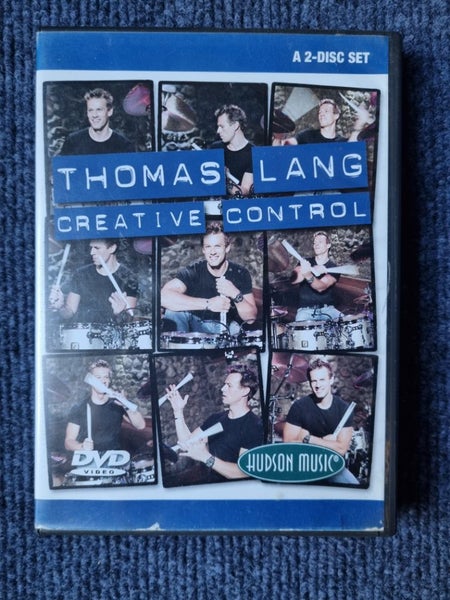 A 2-DISC SET
THOMAS LANG
CREATIVE CONTROL
DVD
VIDEO
HUDSON MUSIC®